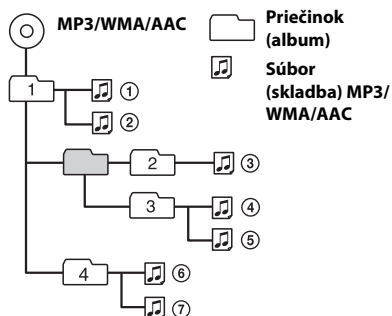 MP3/WMA/AAC
Priečinok
(album)
Súbor
(skladba) MP3/
WMA/AAC
1
①
②
2
③
3
④
⑤
4
⑥
⑦